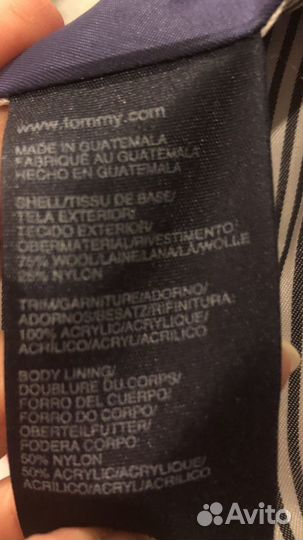 www.tommy.com
MADE IN GUATEMALA
FABRIQUÉ AU GUATEMALA
HECHO EN GUATEMALA
SHELL/TISSU DE BASE/
TELA EXTERIOR/
TECIDO EXTERIOR/
OBERMATERIAL/RIVESTIMENTO:
75% WOOL/LAINE/LANA/LÃ/WOLLE
25% NYLON
TRIM/GARNITURE/ADORNO/
ADORNOS/BESATZ/RIFINITURA:
100% ACRYLIC/ACRYLIQUE/
ACRÍLICO/ACRYL/ACRILICO
BODY LINING/
DOUBLURE DU CORPS/
FORRO DEL CUERPO/
FORRO DO CORPO/
OBERTEILFUTTER/
FODERA CORPO:
50% NYLON
50% ACRYLIC/ACRYLIQUE/
ACRÍLICO/ACRYL/ACRILICO
Avito